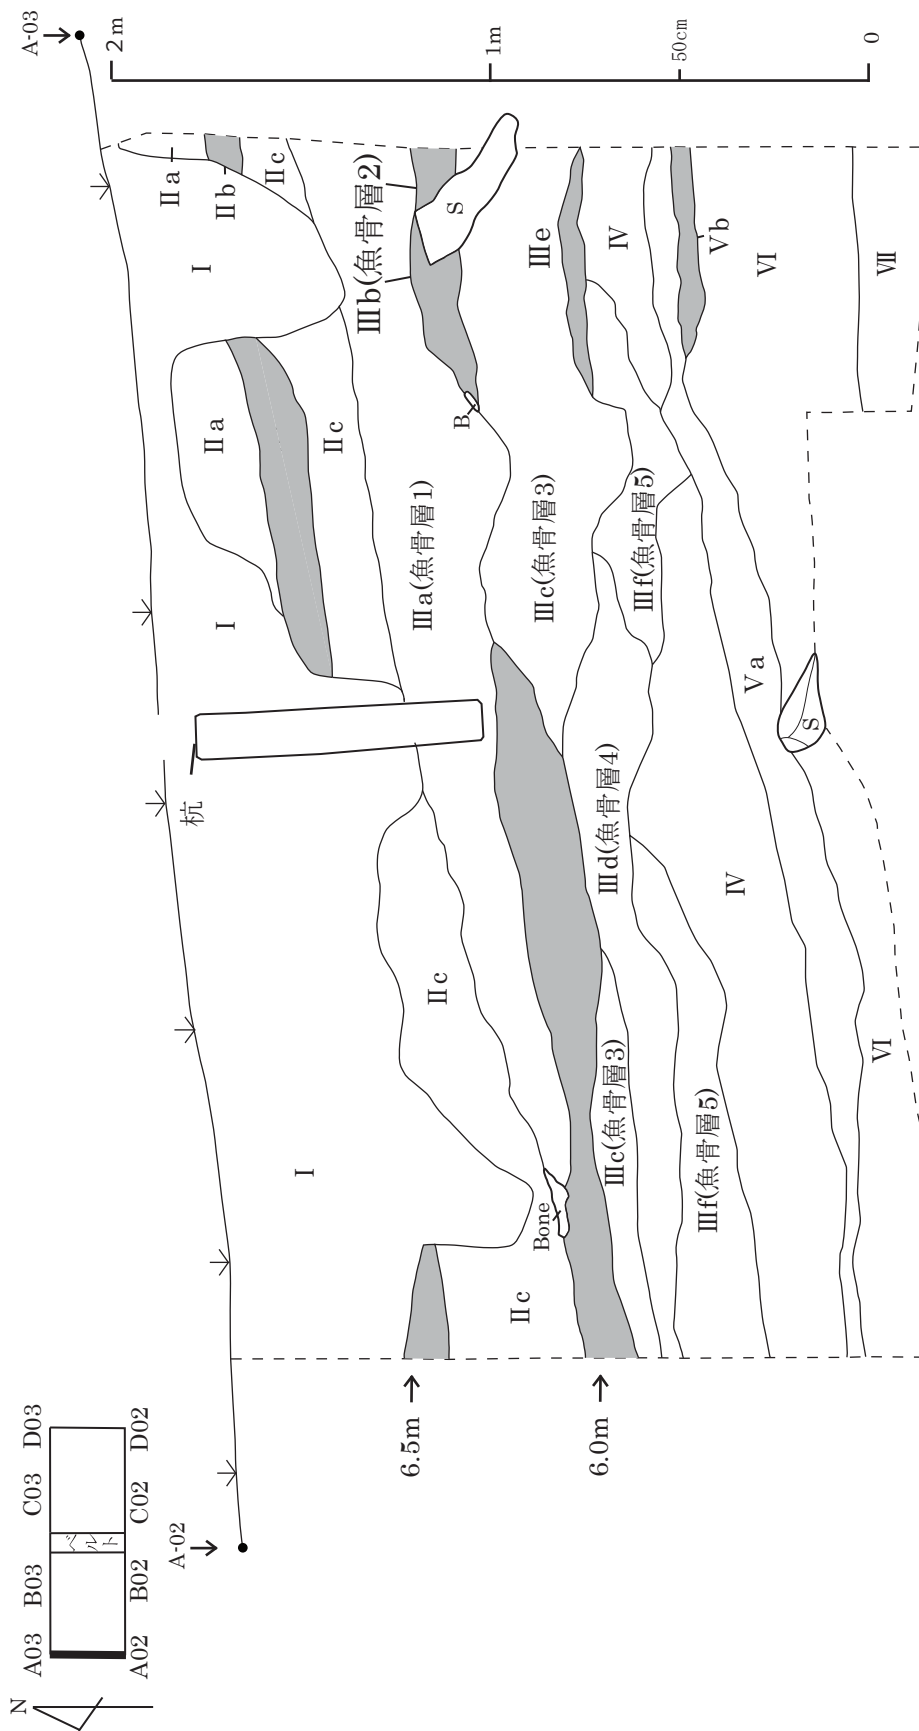 N
A03 B03 C03 D03
ベルト
A02 B02 C02 D02
A-02
A-03
2m
1m
50cm
0
6.5m
6.0m
杭
I
I
I
Ⅱa
Ⅱb
Ⅱc
Ⅱa
Ⅱc
Ⅱc
Ⅱc
Ⅲa(魚骨層1)
Ⅲb(魚骨層2)
S
B
Bone
Ⅲc(魚骨層3)
Ⅲc(魚骨層3)
Ⅲd(魚骨層4)
Ⅲe
Ⅲf(魚骨層5)
Ⅲf(魚骨層5)
Ⅳ
Ⅳ
Ⅴa
Ⅴb
S
Ⅵ
Ⅵ
Ⅶ